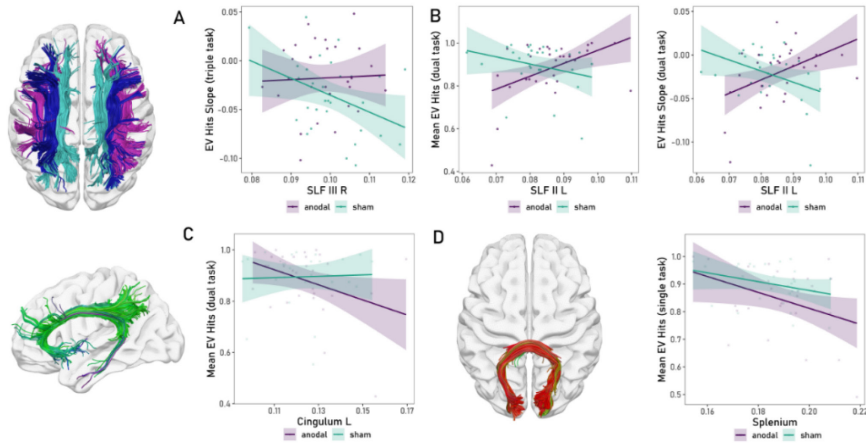 A
EV Hits Slope (triple task)
0.00
-0.05
-0.10
0.08 0.09 0.10 0.11 0.12
SLF III R
anodal sham
B
Mean EV Hits (dual task)
1.0
0.8
0.6
0.4
0.06 0.07 0.08 0.09 0.10 0.11
SLF II L
anodal sham
EV Hits Slope (dual task)
0.00
-0.05
-0.10
0.06 0.07 0.08 0.09 0.10 0.11
SLF II L
anodal sham
C
Mean EV Hits (dual task)
1.0
0.8
0.6
0.4
0.11 0.13 0.15 0.17
Cingulum L
anodal sham
D
Mean EV Hits (single task)
1.0
0.9
0.8
0.7
0.6
0.5
0.16 0.18 0.20 0.22
Splenium
anodal sham